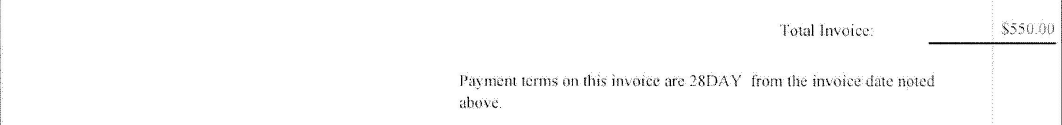 Total Invoice: $550.00
Payment terms on this invoice are 28DAY from the invoice date noted
above.